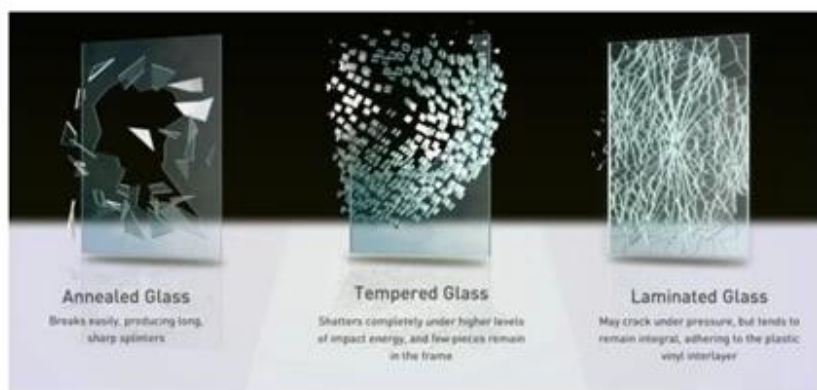 Annealed Glass
Breaks easily, producing long,
sharp splinters
Tempered Glass
Shatters completely under higher levels
of impact energy, and few pieces remain
in the frame
Laminated Glass
May crack under pressure, but tends to
remain integral, adhering to the plastic
vinyl interlayer